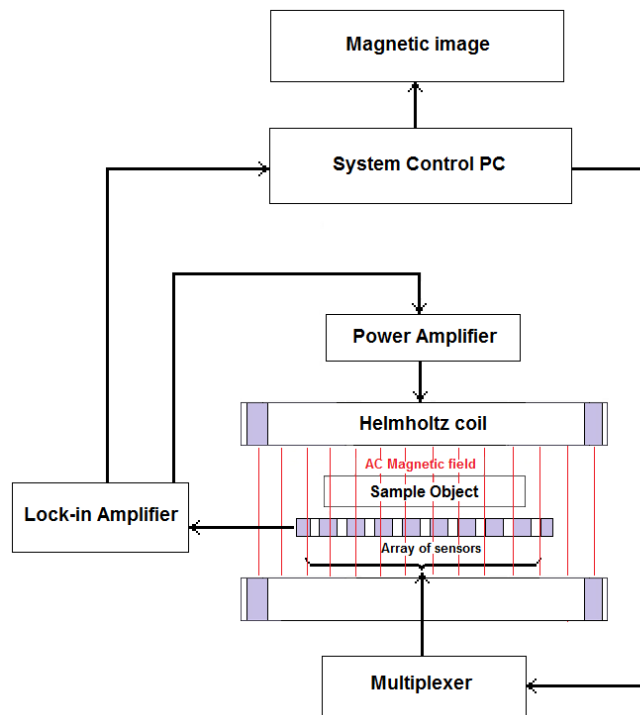 Magnetic image
System Control PC
Power Amplifier
Helmholtz coil
AC Magnetic field
Sample Object
Lock-in Amplifier
Array of sensors
Multiplexer